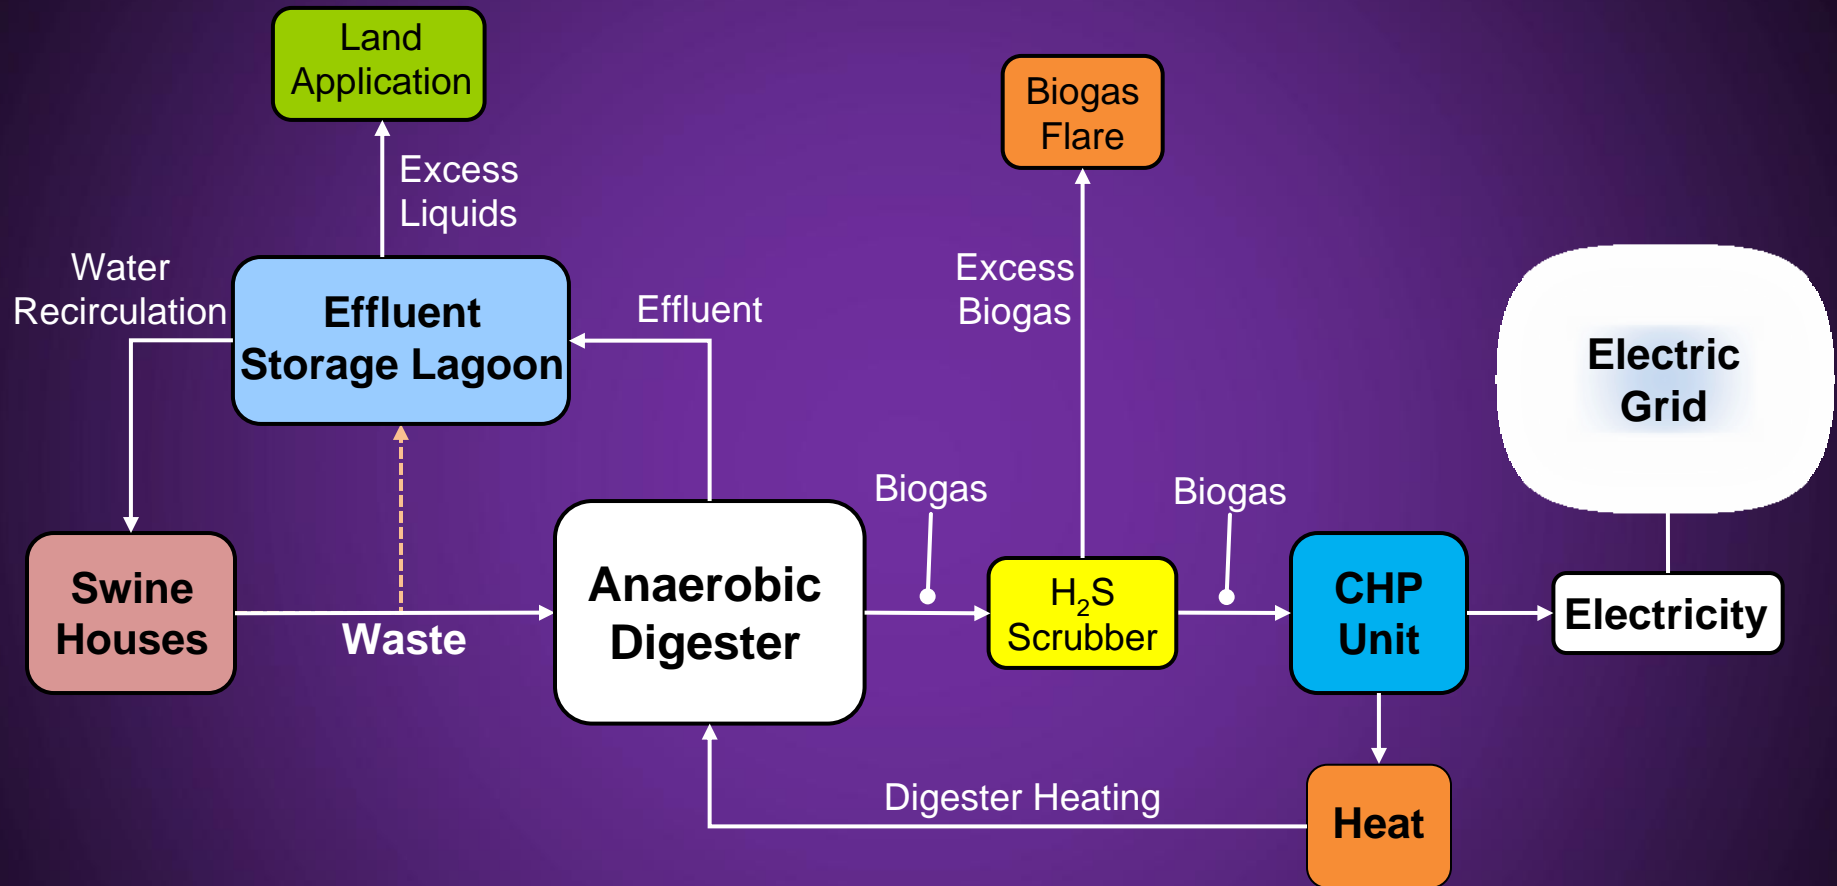 Land
Application
Biogas
Flare
Excess
Liquids
Water
Recirculation
Effluent
Storage Lagoon
Effluent
Excess
Biogas
Electric
Grid
Biogas
Biogas
Swine
Houses
Waste
Anaerobic
Digester
H₂S
Scrubber
CHP
Unit
Electricity
Digester Heating
Heat